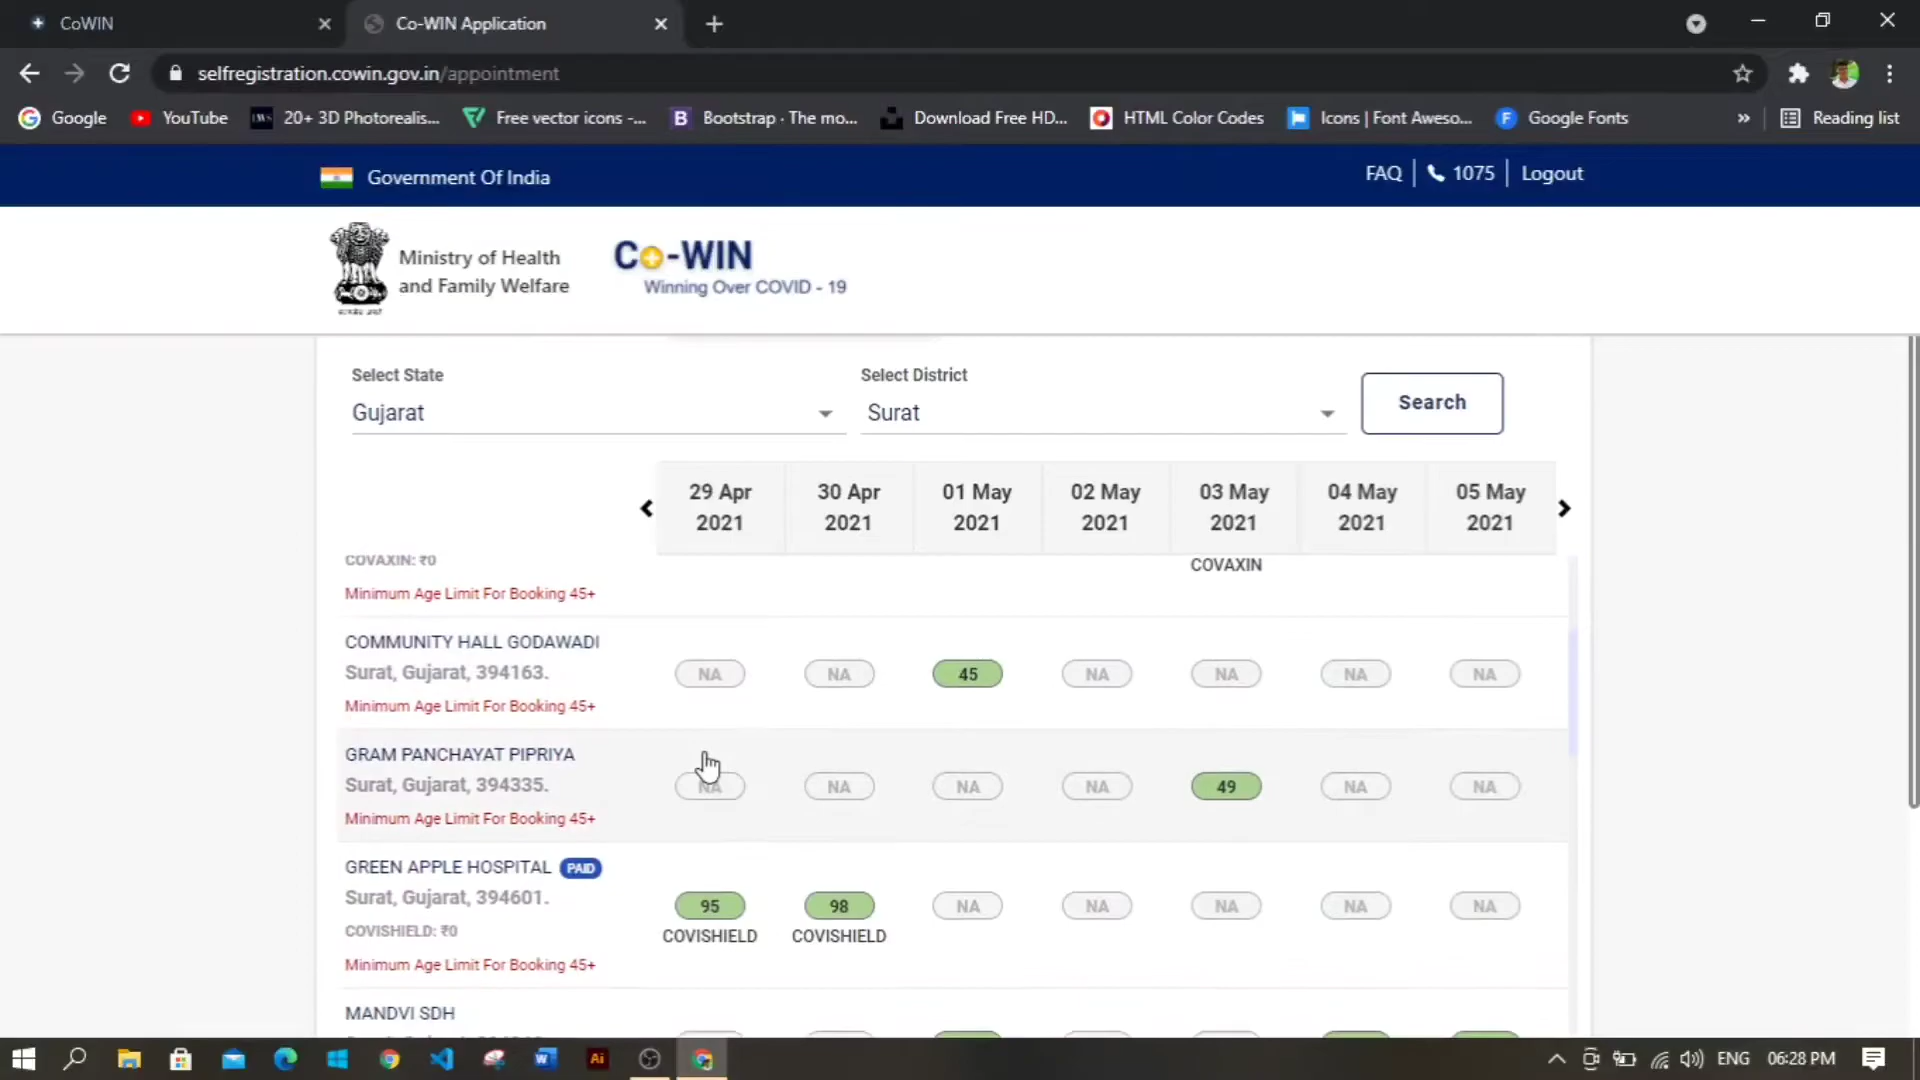 CoWIN
Co-WIN Application
selfregistration.cowin.gov.in/appointment
Google
YouTube
20+ 3D Photorealis...
Free vector icons -...
Bootstrap · The mo...
Download Free HD...
HTML Color Codes
Icons | Font Aweso...
Google Fonts
»
Reading list
Government Of India
FAQ
1075
Logout
Ministry of Health
and Family Welfare
Co-WIN
Winning Over COVID - 19
Select State
Gujarat
Select District
Surat
Search
29 Apr
2021
30 Apr
2021
01 May
2021
02 May
2021
03 May
2021
04 May
2021
05 May
2021
COVAXIN: ₹0
COVAXIN
Minimum Age Limit For Booking 45+
COMMUNITY HALL GODAWADI
Surat, Gujarat, 394163.
NA NA 45 NA NA NA NA
Minimum Age Limit For Booking 45+
GRAM PANCHAYAT PIPRIYA
Surat, Gujarat, 394335.
NA NA NA NA 49 NA NA
Minimum Age Limit For Booking 45+
GREEN APPLE HOSPITAL PAID
Surat, Gujarat, 394601.
95 98 NA NA NA NA NA
COVISHIELD: ₹0
COVISHIELD COVISHIELD
Minimum Age Limit For Booking 45+
MANDVI SDH
ENG
06:28 PM